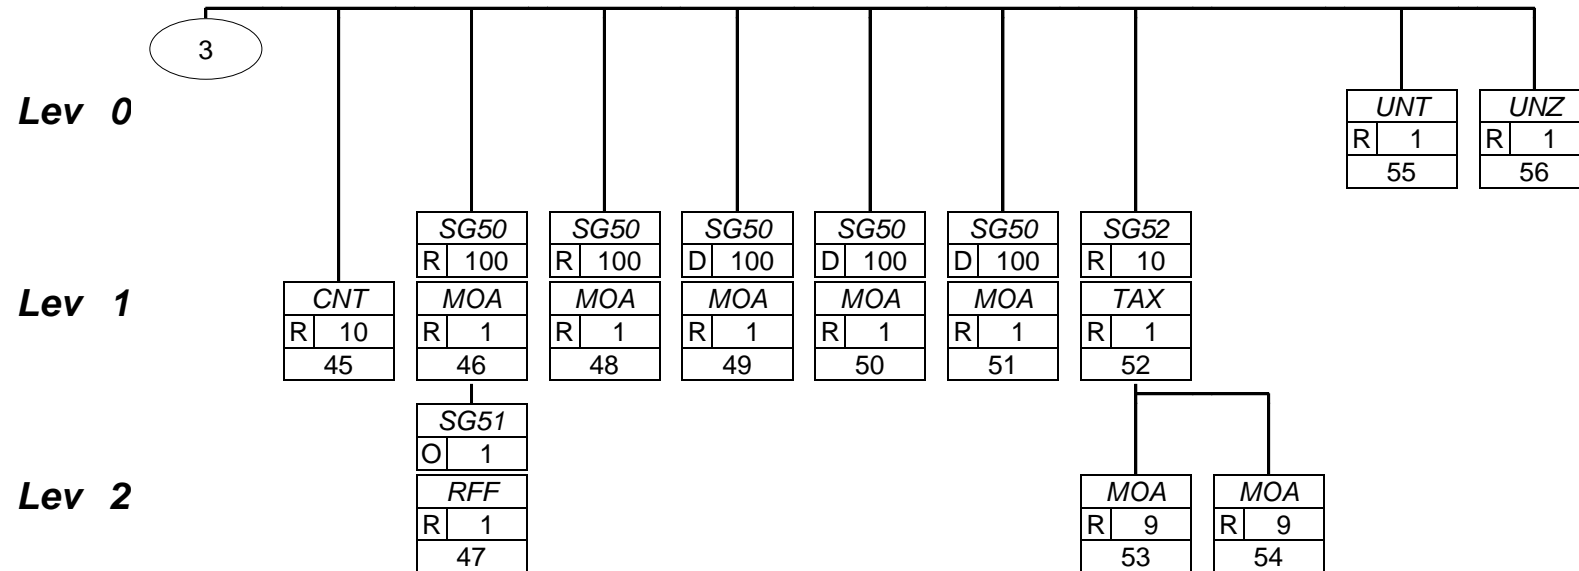 3
Lev 0
UNT UNZ
R 1 R 1
55 56
SG50 SG50 SG50 SG50 SG50 SG52
R 100 R 100 D 100 D 100 D 100 R 10
Lev 1
CNT MOA MOA MOA MOA MOA TAX
R 10 R 1 R 1 R 1 R 1 R 1 R 1
45 46 48 49 50 51 52
SG51
O 1
Lev 2
RFF MOA MOA
R 1 R 9 R 9
47 53 54